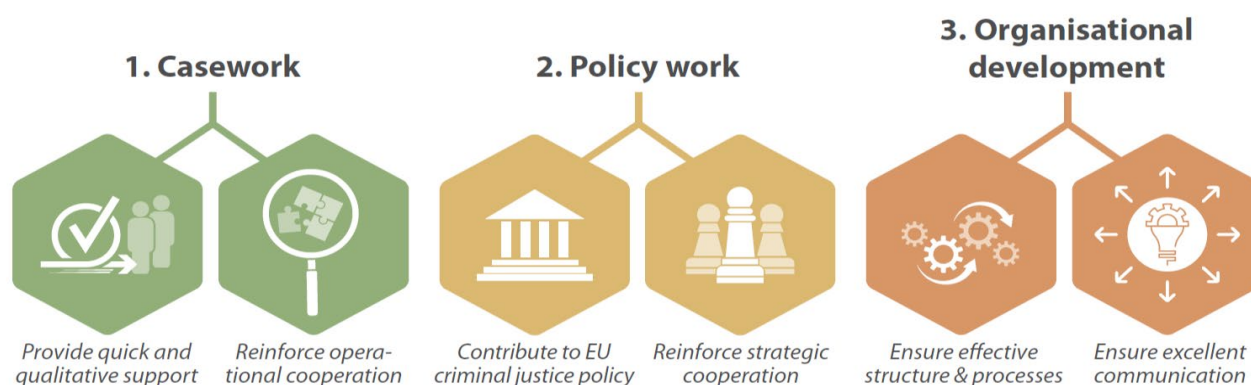 1. Casework
2. Policy work
3. Organisational
development
Provide quick and
qualitative support
Reinforce opera-
tional cooperation
Contribute to EU
criminal justice policy
Reinforce strategic
cooperation
Ensure effective
structure & processes
Ensure excellent
communication